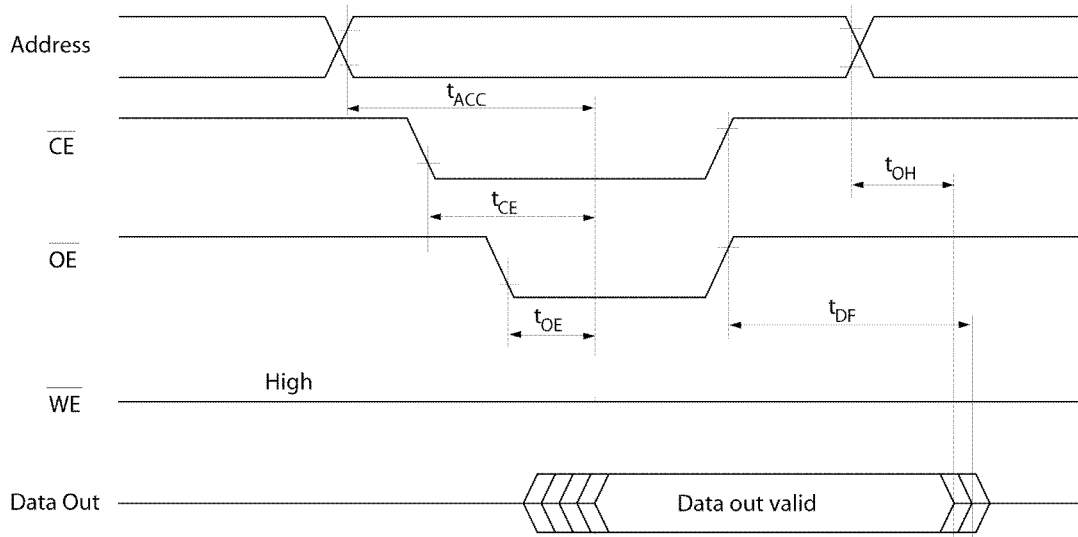 Address
tACC
CE
tOH
tCE
OE
tOE
tDF
High
WE
Data Out
Data out valid